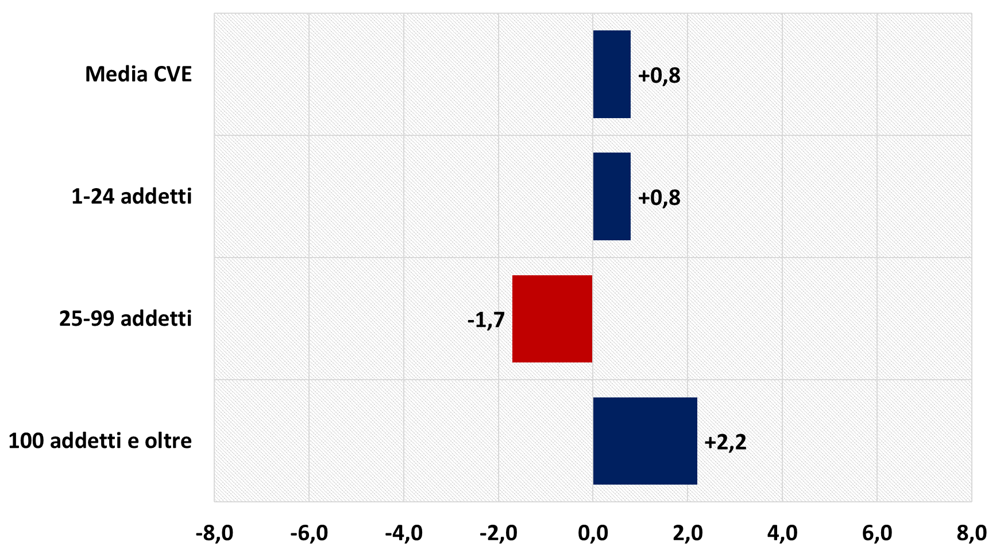 Media CVE
+0,8
1-24 addetti
+0,8
25-99 addetti
-1,7
100 addetti e oltre
+2,2
-8,0 -6,0 -4,0 -2,0 0,0 2,0 4,0 6,0 8,0